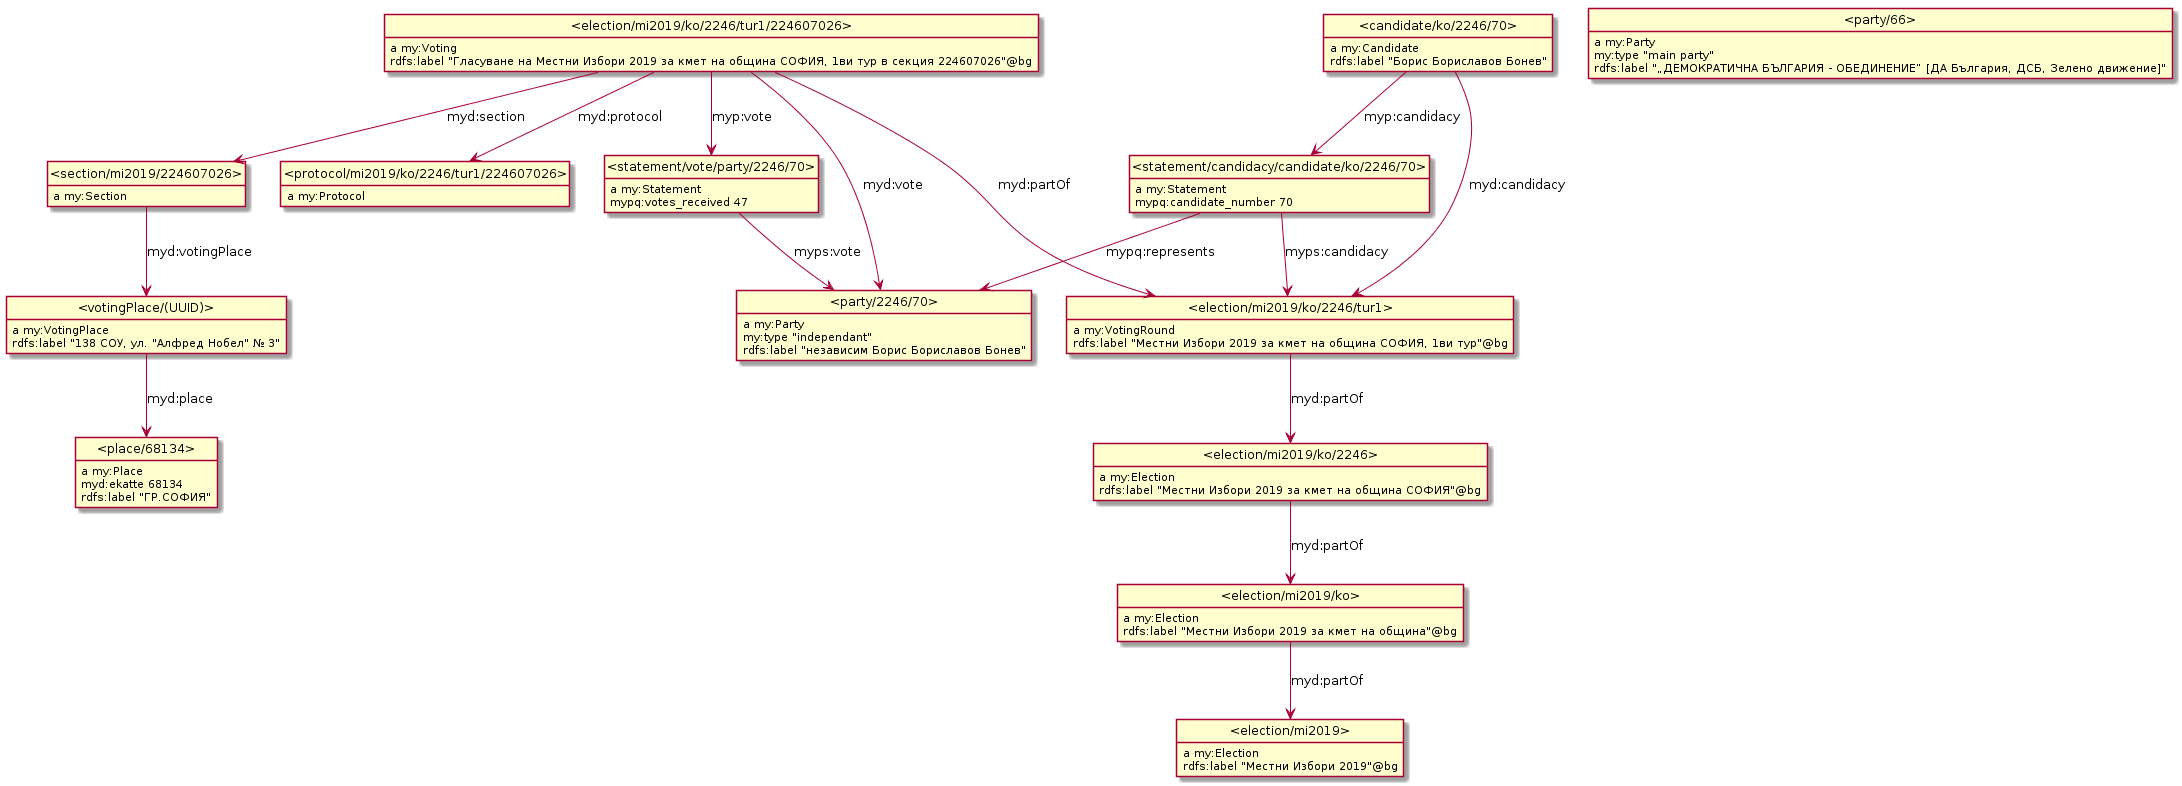 <election/mi2019/ko/2246/tur1/224607026>
a my:Voting
rdfs:label "Гласуване на Местни Избори 2019 за кмет на община СОФИЯ, 1ви тур в секция 224607026"@bg
<candidate/ko/2246/70>
a my:Candidate
rdfs:label "Борис Бориславов Бонев"
<party/66>
a my:Party
my:type "main party"
rdfs:label "„ДЕМОКРАТИЧНА БЪЛГАРИЯ - ОБЕДИНЕНИЕ" [ДА България, ДСБ, Зелено движение]"
myd:section
myd:protocol
myp:vote
myp:candidacy
myd:vote
myd:partOf
myd:candidacy
<section/mi2019/224607026>
a my:Section
<protocol/mi2019/ko/2246/tur1/224607026>
a my:Protocol
<statement/vote/party/2246/70>
a my:Statement
mypq:votes_received 47
<statement/candidacy/candidate/ko/2246/70>
a my:Statement
mypq:candidate_number 70
myd:votingPlace
myps:vote
mypq:represents
myps:candidacy
<votingPlace/(UUID)>
a my:VotingPlace
rdfs:label "138 СОУ, ул. "Алфред Нобел" № 3"
<party/2246/70>
a my:Party
my:type "independant"
rdfs:label "независим Борис Бориславов Бонев"
<election/mi2019/ko/2246/tur1>
a my:VotingRound
rdfs:label "Местни Избори 2019 за кмет на община СОФИЯ, 1ви тур"@bg
myd:place
myd:partOf
<place/68134>
a my:Place
myd:ekatte 68134
rdfs:label "ГР.СОФИЯ"
<election/mi2019/ko/2246>
a my:Election
rdfs:label "Местни Избори 2019 за кмет на община СОФИЯ"@bg
myd:partOf
<election/mi2019/ko>
a my:Election
rdfs:label "Местни Избори 2019 за кмет на община"@bg
myd:partOf
<election/mi2019>
a my:Election
rdfs:label "Местни Избори 2019"@bg